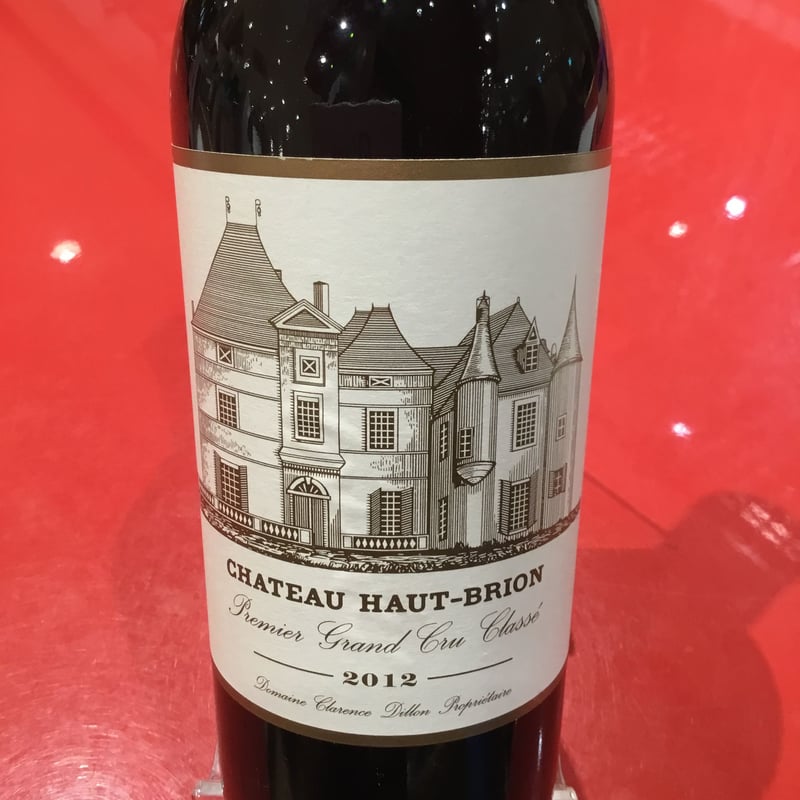 CHATEAU HAUT-BRION
Premier Grand Cru Classé
2012
Domaine Clarence Dillon Propriétaire